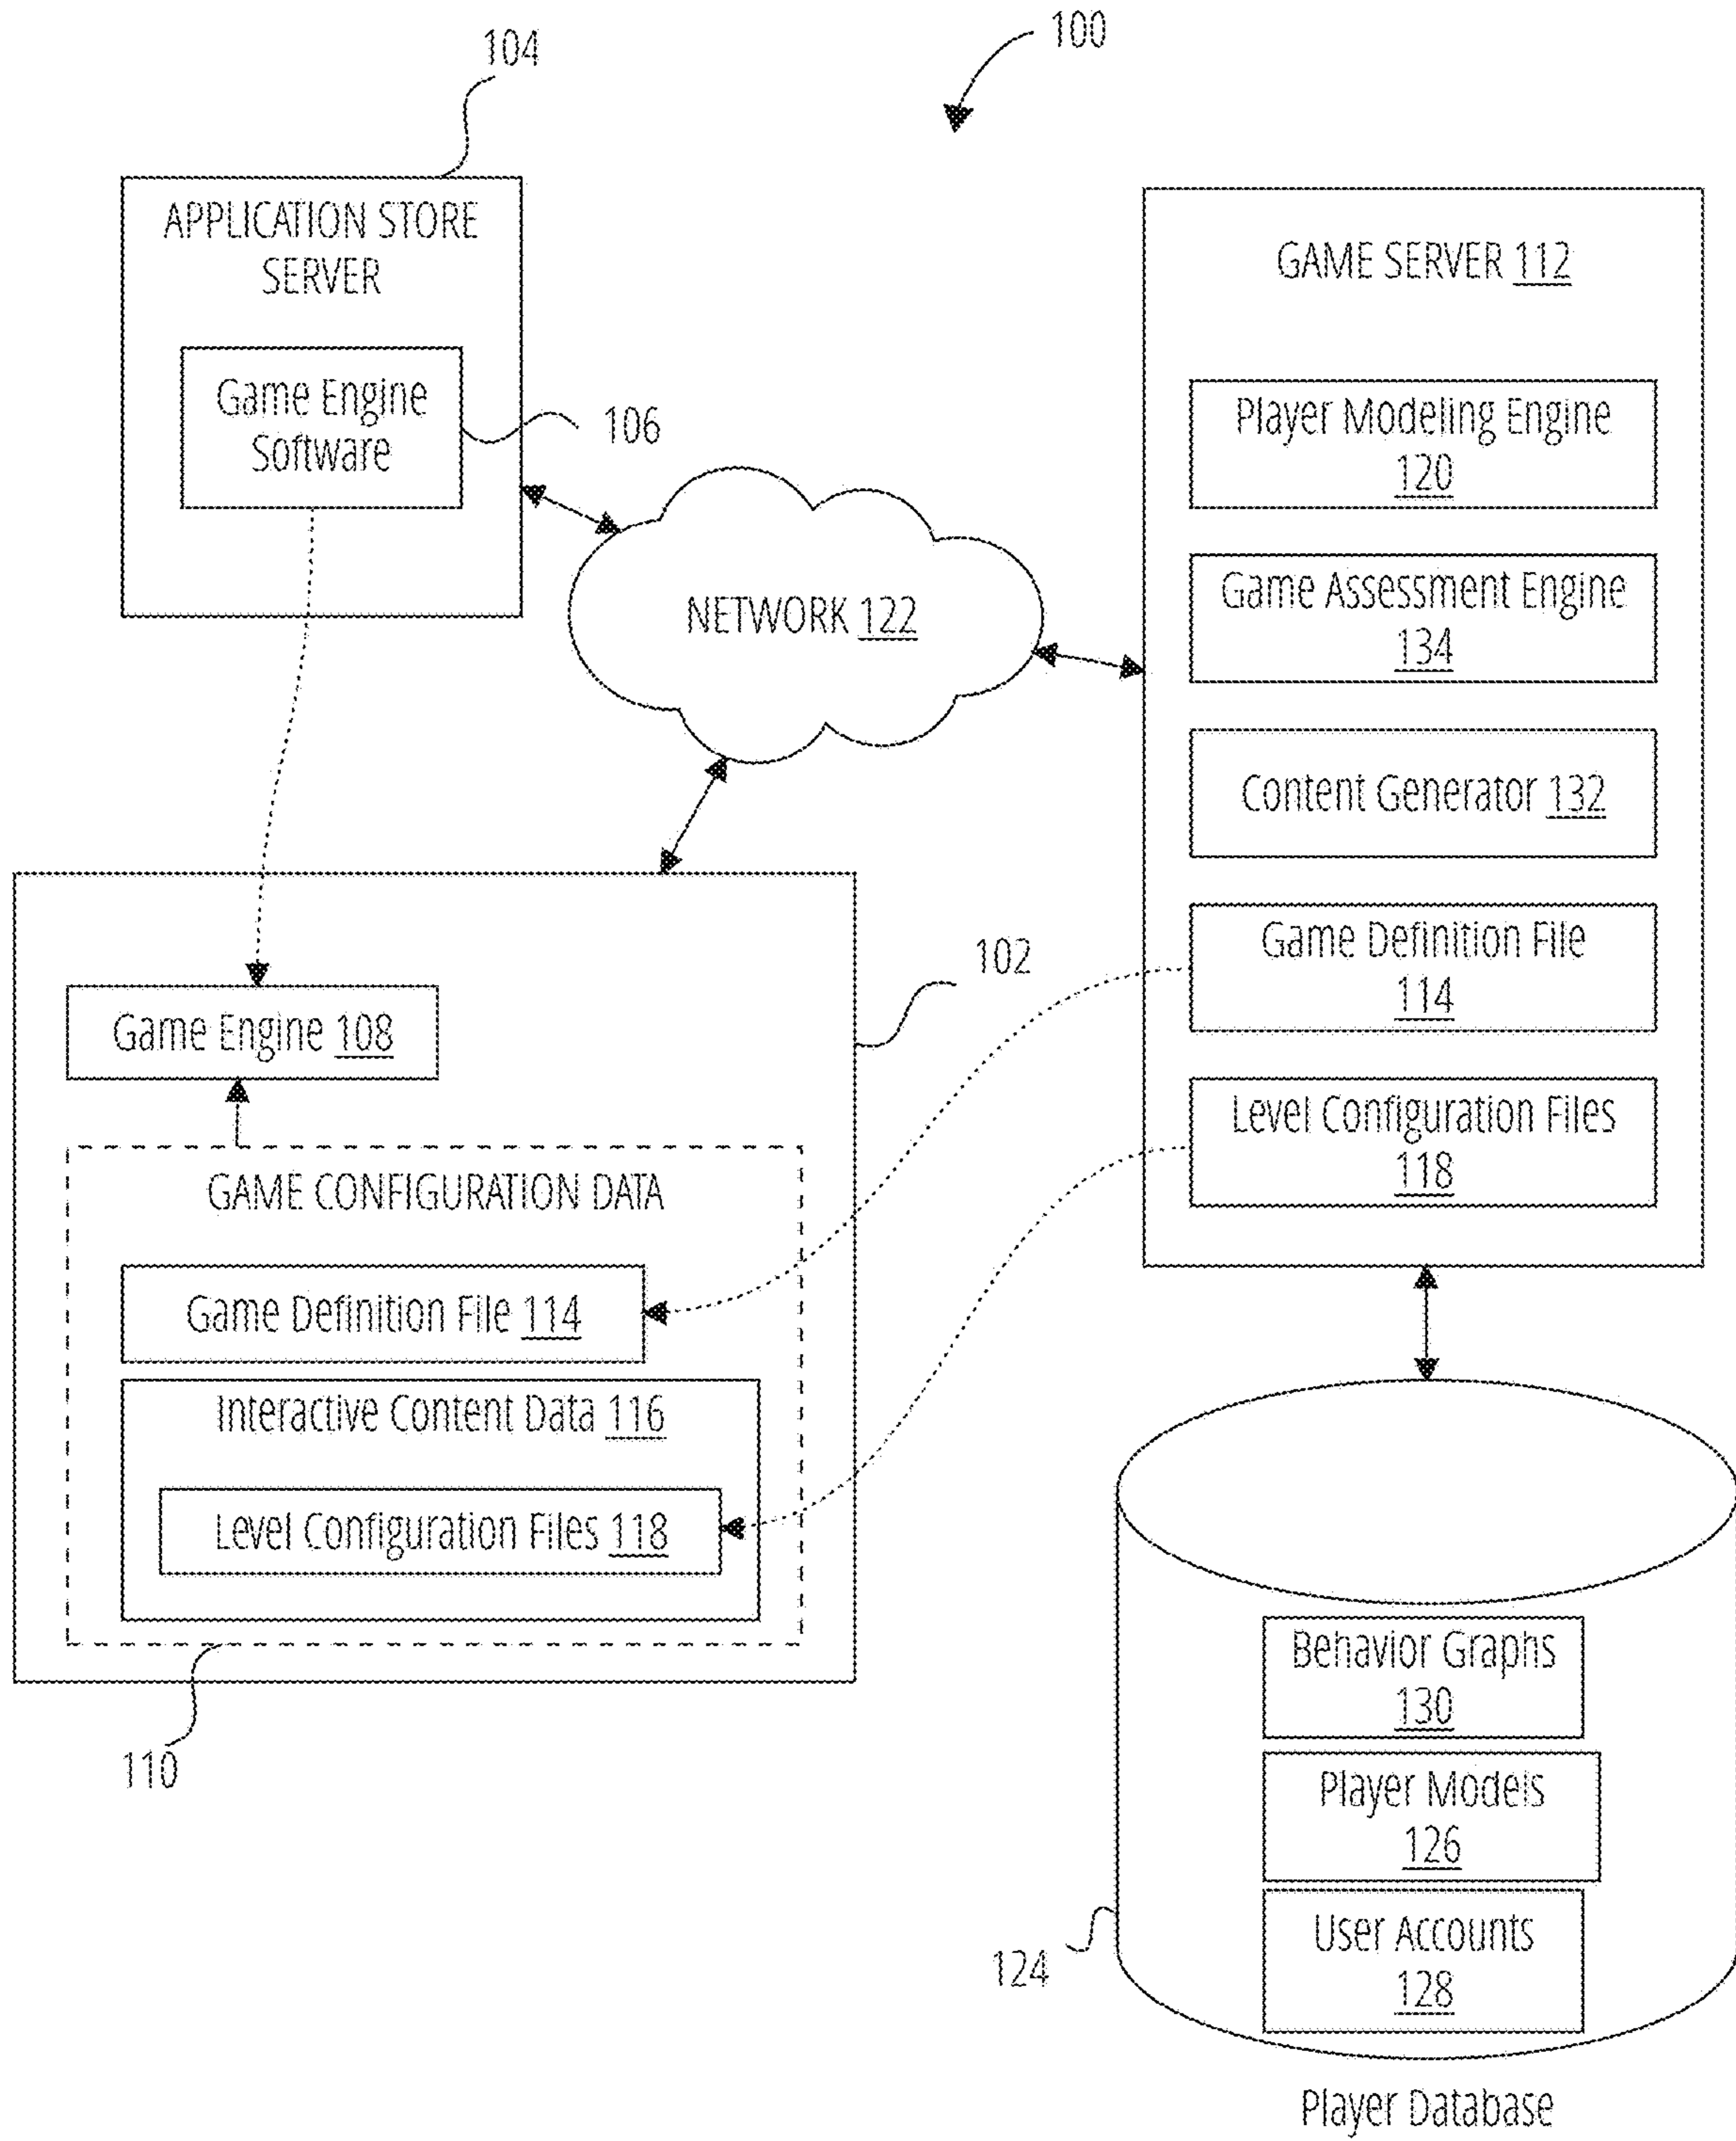 100
104
APPLICATION STORE
SERVER
Game Engine
Software
106
NETWORK 122
GAME SERVER 112
Player Modeling Engine
120
Game Assessment Engine
134
Content Generator 132
Game Definition File
114
Level Configuration Files
118
102
Game Engine 108
GAME CONFIGURATION DATA
Game Definition File 114
Interactive Content Data 116
Level Configuration Files 118
110
Behavior Graphs
130
Player Models
126
User Accounts
128
124
Player Database